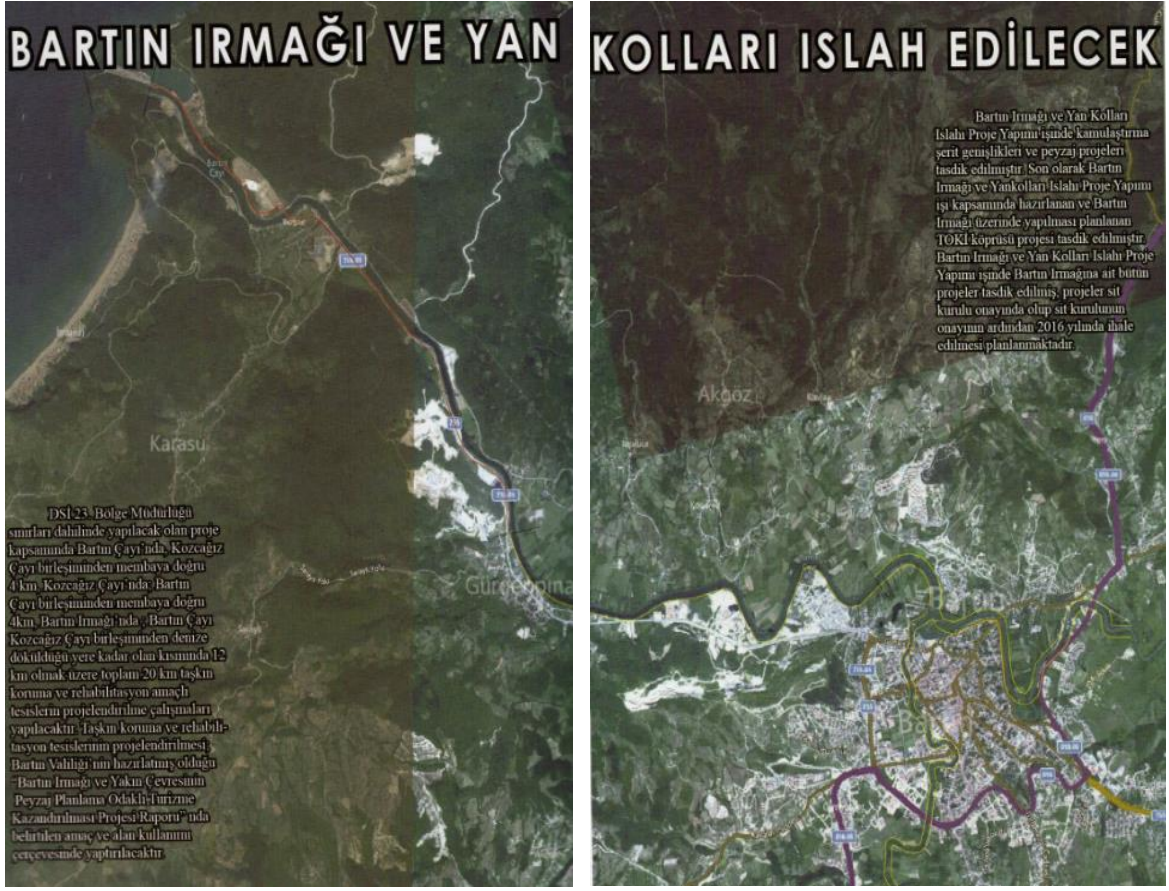 BARTIN IRMAĞI VE YAN
KOLLARI ISLAH EDİLECEK
Bartın Irmağı ve Yan Kolları
Islahı Proje Yapımı işinde kamulaştırma
şerit genişlikleri ve peyzaj projeleri
tasdik edilmiştir. Son olarak Bartın
Irmağı ve Yankolları Islahı Proje Yapımı
işi kapsamında hazırlanan ve Bartın
Irmağı üzerinde yapılması planlanan
TOKİ köprüsü projesi tasdik edilmiştir.
Bartın Irmağı ve Yan Kolları Islahı Proje
Yapımı işinde Bartın Irmağına ait bütün
projeler tasdik edilmiş, projeler sit
kurulu onayında olup sit kurulunun
onayının ardından 2016 yılında ihale
edilmesi planlanmaktadır.
Bartın
Çayı
Karasu
Akgöz
Gürgenpınarı
DSİ 23. Bölge Müdürlüğü
sınırları dahilinde yapılacak olan proje
kapsamında Bartın Çayı'nda, Kozcağız
Çayı birleşiminden membaya doğru
4 km, Kozcağız Çayı'nda; Bartın
Çayı birleşiminden membaya doğru
4km, Bartın Irmağı'nda , Bartın Çayı
Kozcağız Çayı birleşiminden denize
döküldüğü yere kadar olan kısmında 12
km olmak üzere toplam 20 km taşkın
koruma ve rehabilitasyon amaçlı
tesislerin projelendirilme çalışmaları
yapılacaktır. Taşkın koruma ve rehabili-
tasyon tesislerinin projelendirilmesi
Bartın Valiliği'nin hazırlatmış olduğu
"Bartın Irmağı ve Yakın Çevresinin
Peyzaj Planlama Odaklı Turizme
Kazandırılması Projesi Raporu" nda
belirtilen amaç ve alan kullanımı
çerçevesinde yaptırılacaktır.